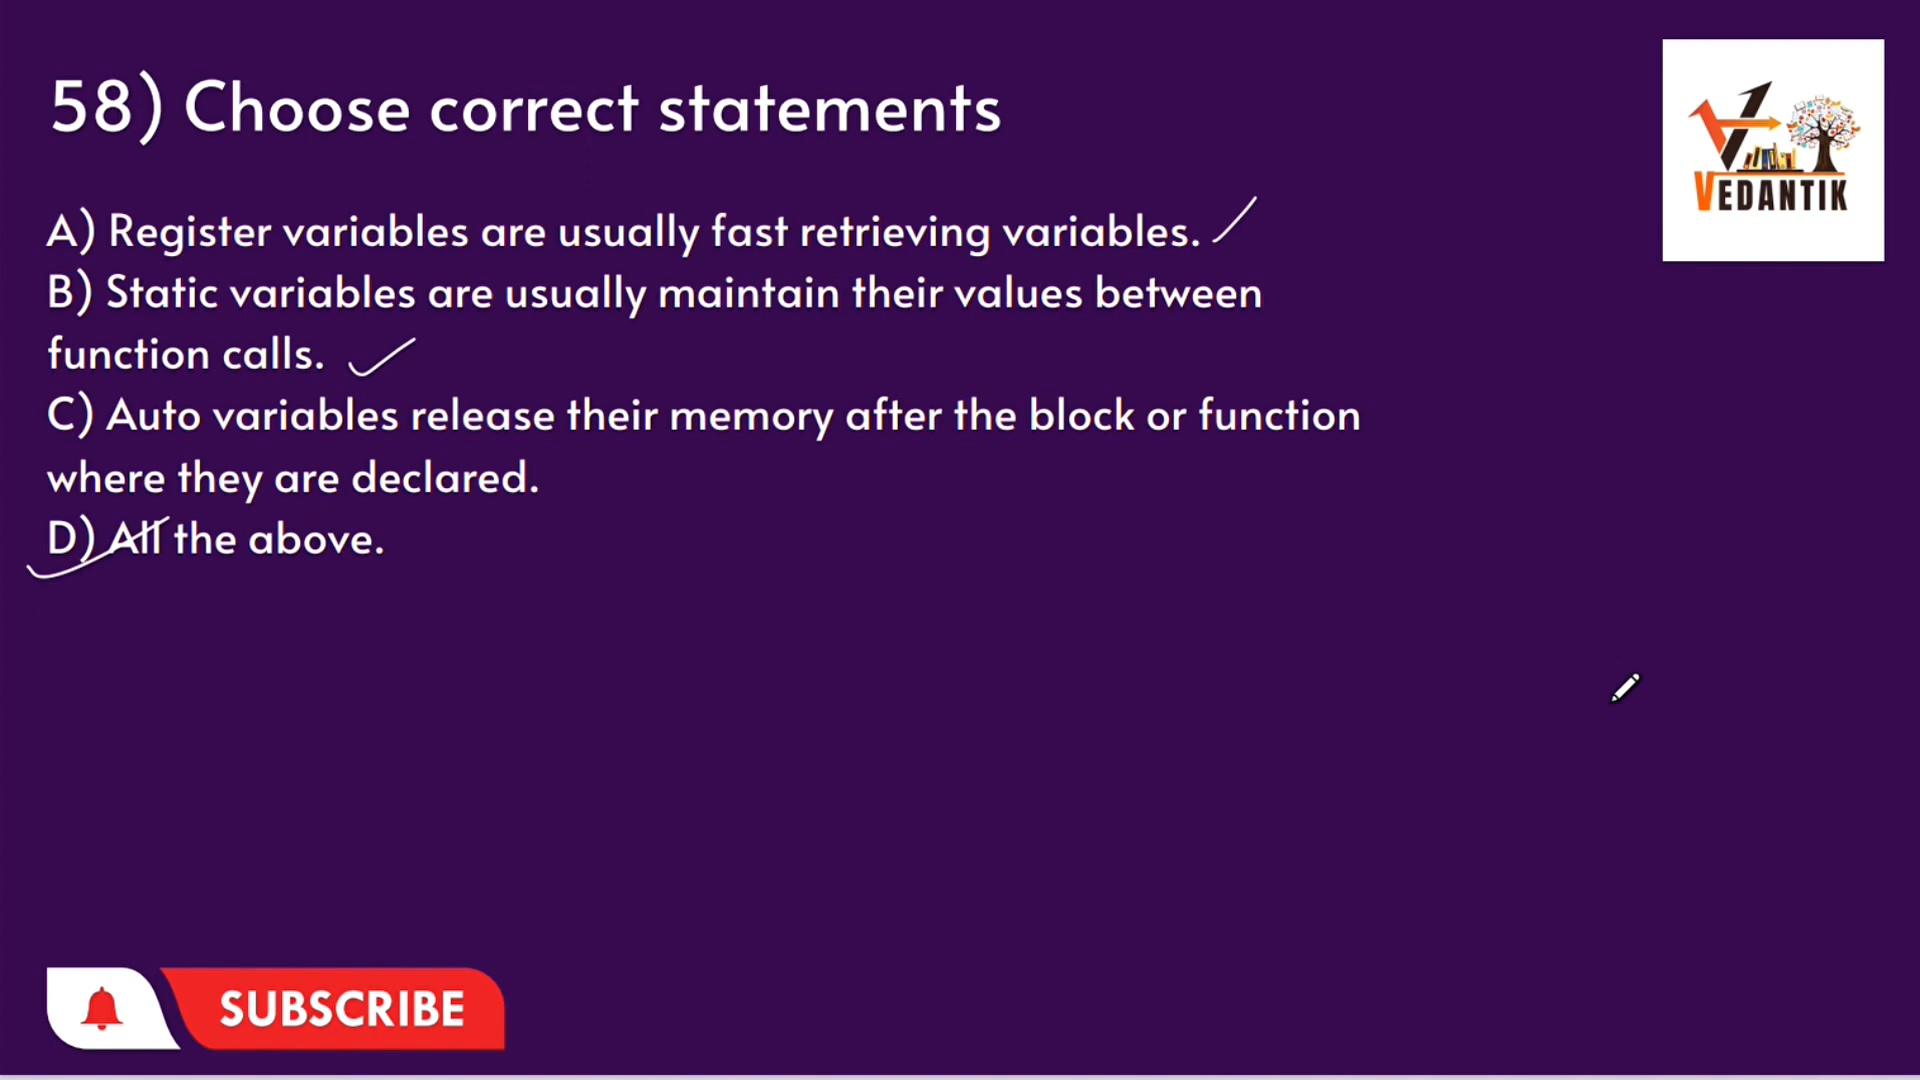 58) Choose correct statements
A) Register variables are usually fast retrieving variables.
B) Static variables are usually maintain their values between
function calls.
C) Auto variables release their memory after the block or function
where they are declared.
D) All the above.
VEDANTIK
SUBSCRIBE